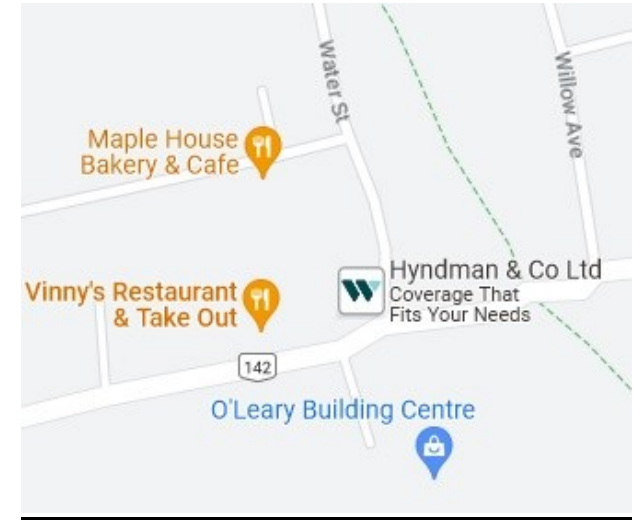 Water St
Willow Ave
Maple House
Bakery & Cafe
Hyndman & Co Ltd
Coverage That
Fits Your Needs
Vinny's Restaurant
& Take Out
142
O'Leary Building Centre